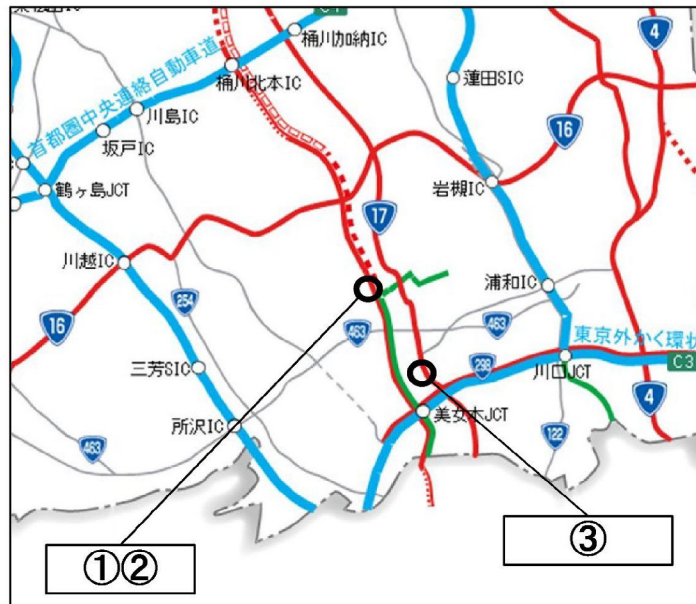 桶川加納IC
4
桶川北本IC
蓮田SIC
首都圏中央連絡自動車道
川島IC
16
坂戸IC
岩槻IC
鶴ヶ島JCT
17
川越IC
浦和IC
254
16
463
463
東京外かく環状
298
三芳SIC
川口JCT
C3
美女木JCT
4
所沢IC
463
122
①②
③